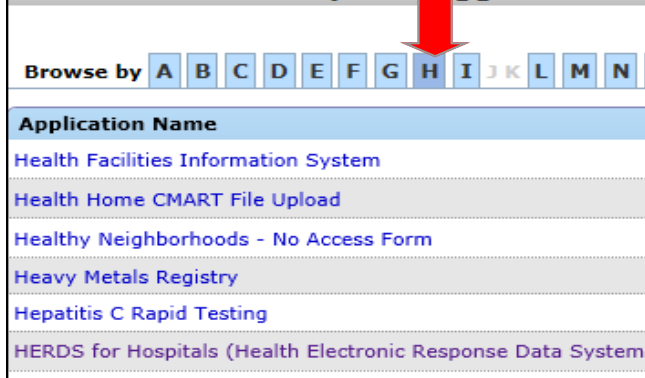 Browse by A B C D E F G H I J K L M N
Application Name
Health Facilities Information System
Health Home CMART File Upload
Healthy Neighborhoods - No Access Form
Heavy Metals Registry
Hepatitis C Rapid Testing
HERDS for Hospitals (Health Electronic Response Data System